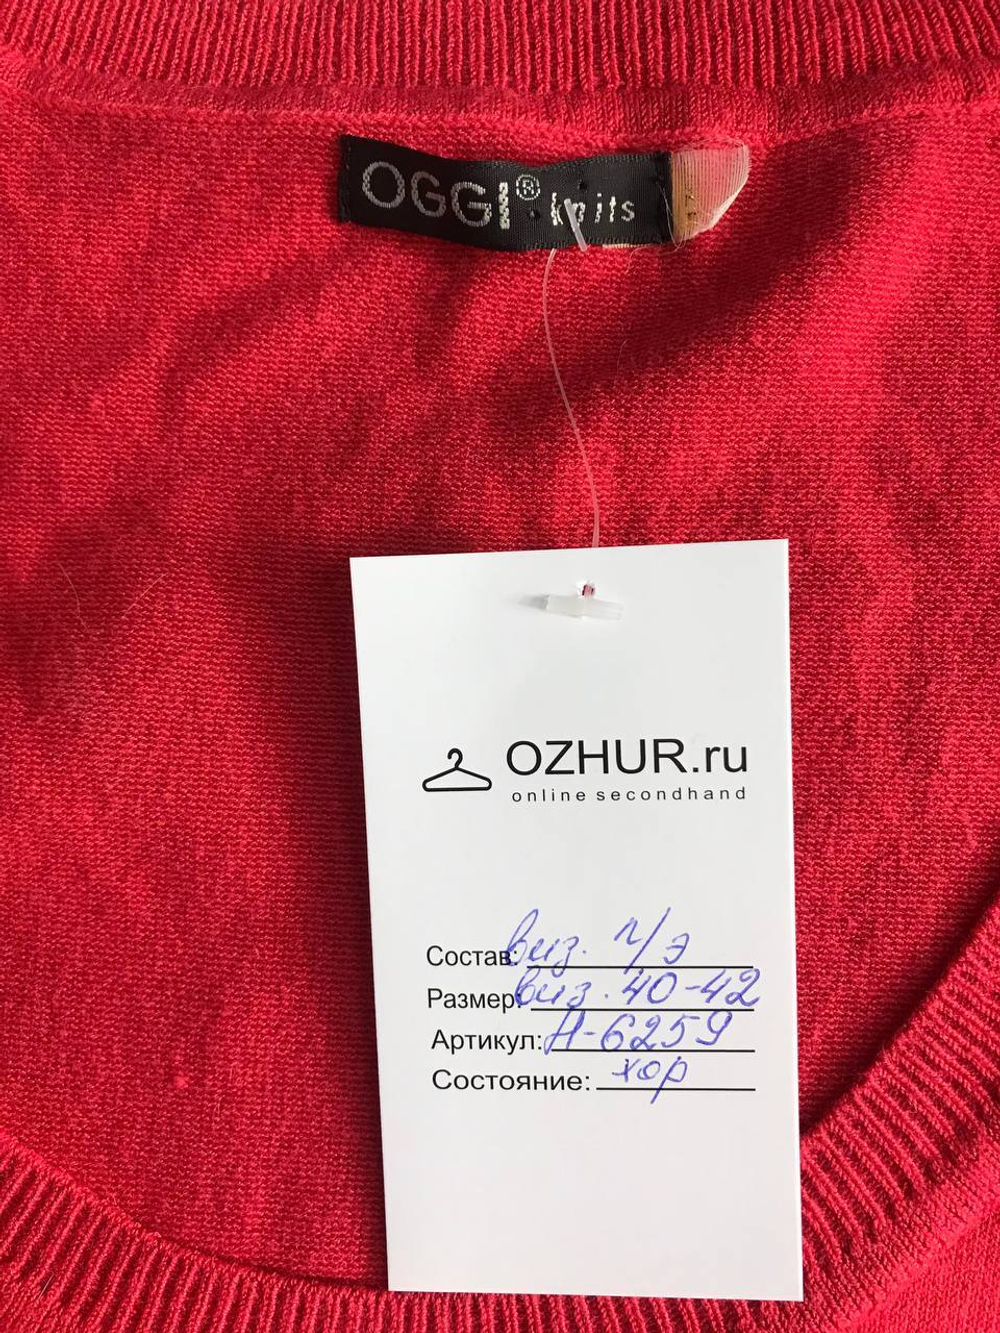 OGGI® knits
OZHUR.ru
online secondhand
Состав: виз. п/э
Размер: виз. 40-42
Артикул: Н-6259
Состояние: хор